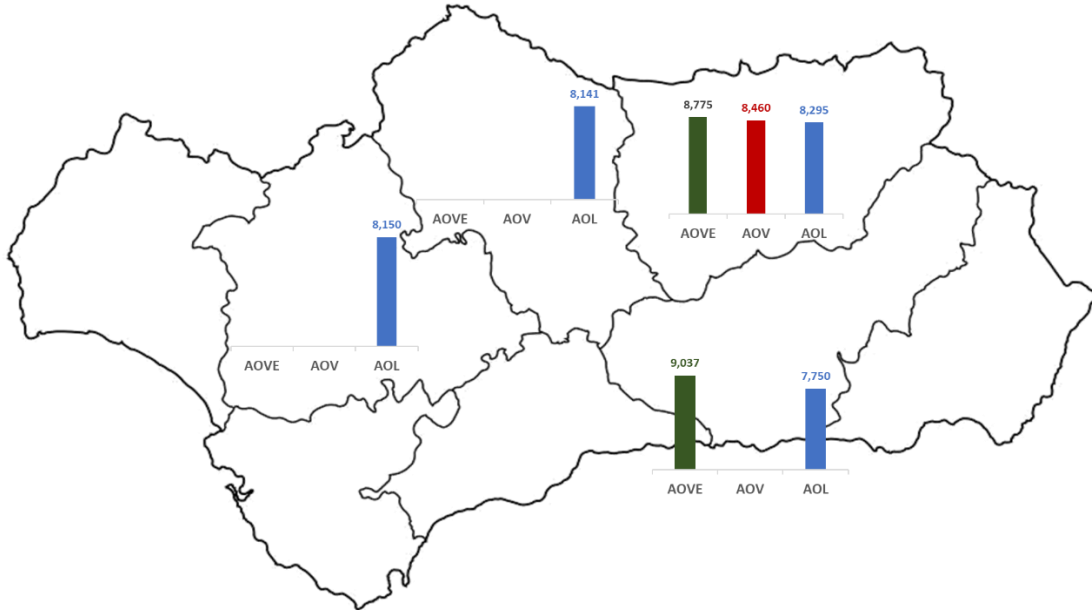 8,141
AOVE AOV AOL
8,775 8,460 8,295
AOVE AOV AOL
8,150
AOVE AOV AOL
9,037 7,750
AOVE AOV AOL